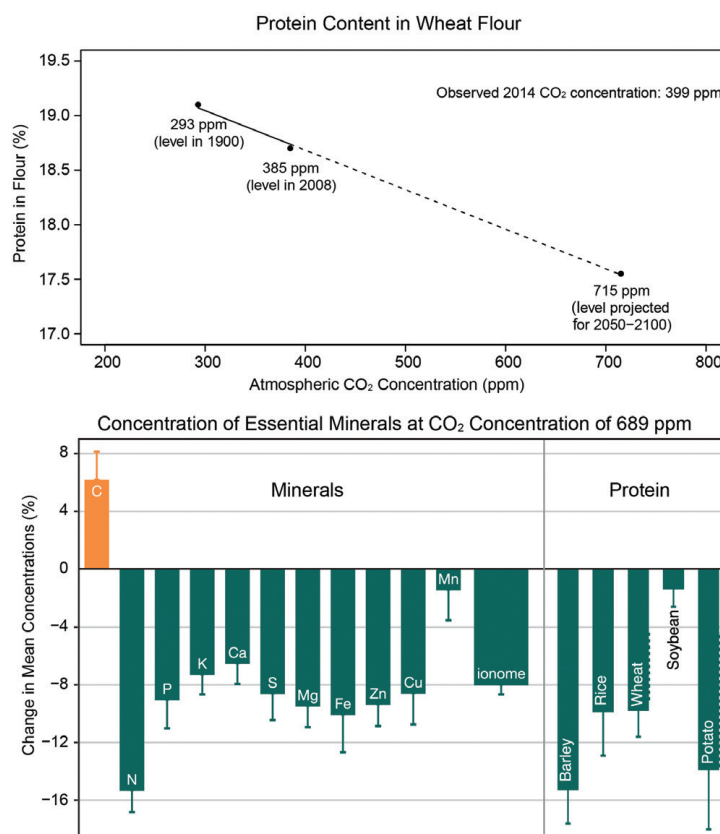 Protein Content in Wheat Flour
19.5
19.0
18.5
18.0
17.5
17.0
Protein in Flour (%)
Observed 2014 CO₂ concentration: 399 ppm
293 ppm
(level in 1900)
385 ppm
(level in 2008)
715 ppm
(level projected
for 2050−2100)
200 300 400 500 600 700 800
Atmospheric CO₂ Concentration (ppm)
Concentration of Essential Minerals at CO₂ Concentration of 689 ppm
8
4
0
−4
−8
−12
−16
Change in Mean Concentrations (%)
Minerals
Protein
C
N
P
K
Ca
S
Mg
Fe
Zn
Cu
Mn
ionome
Barley
Rice
Wheat
Soybean
Potato